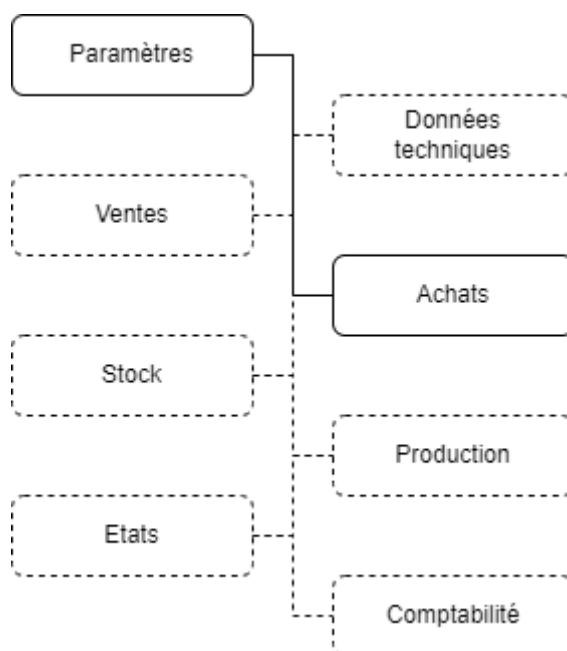 Paramètres
Données
techniques
Ventes
Achats
Stock
Production
Etats
Comptabilité